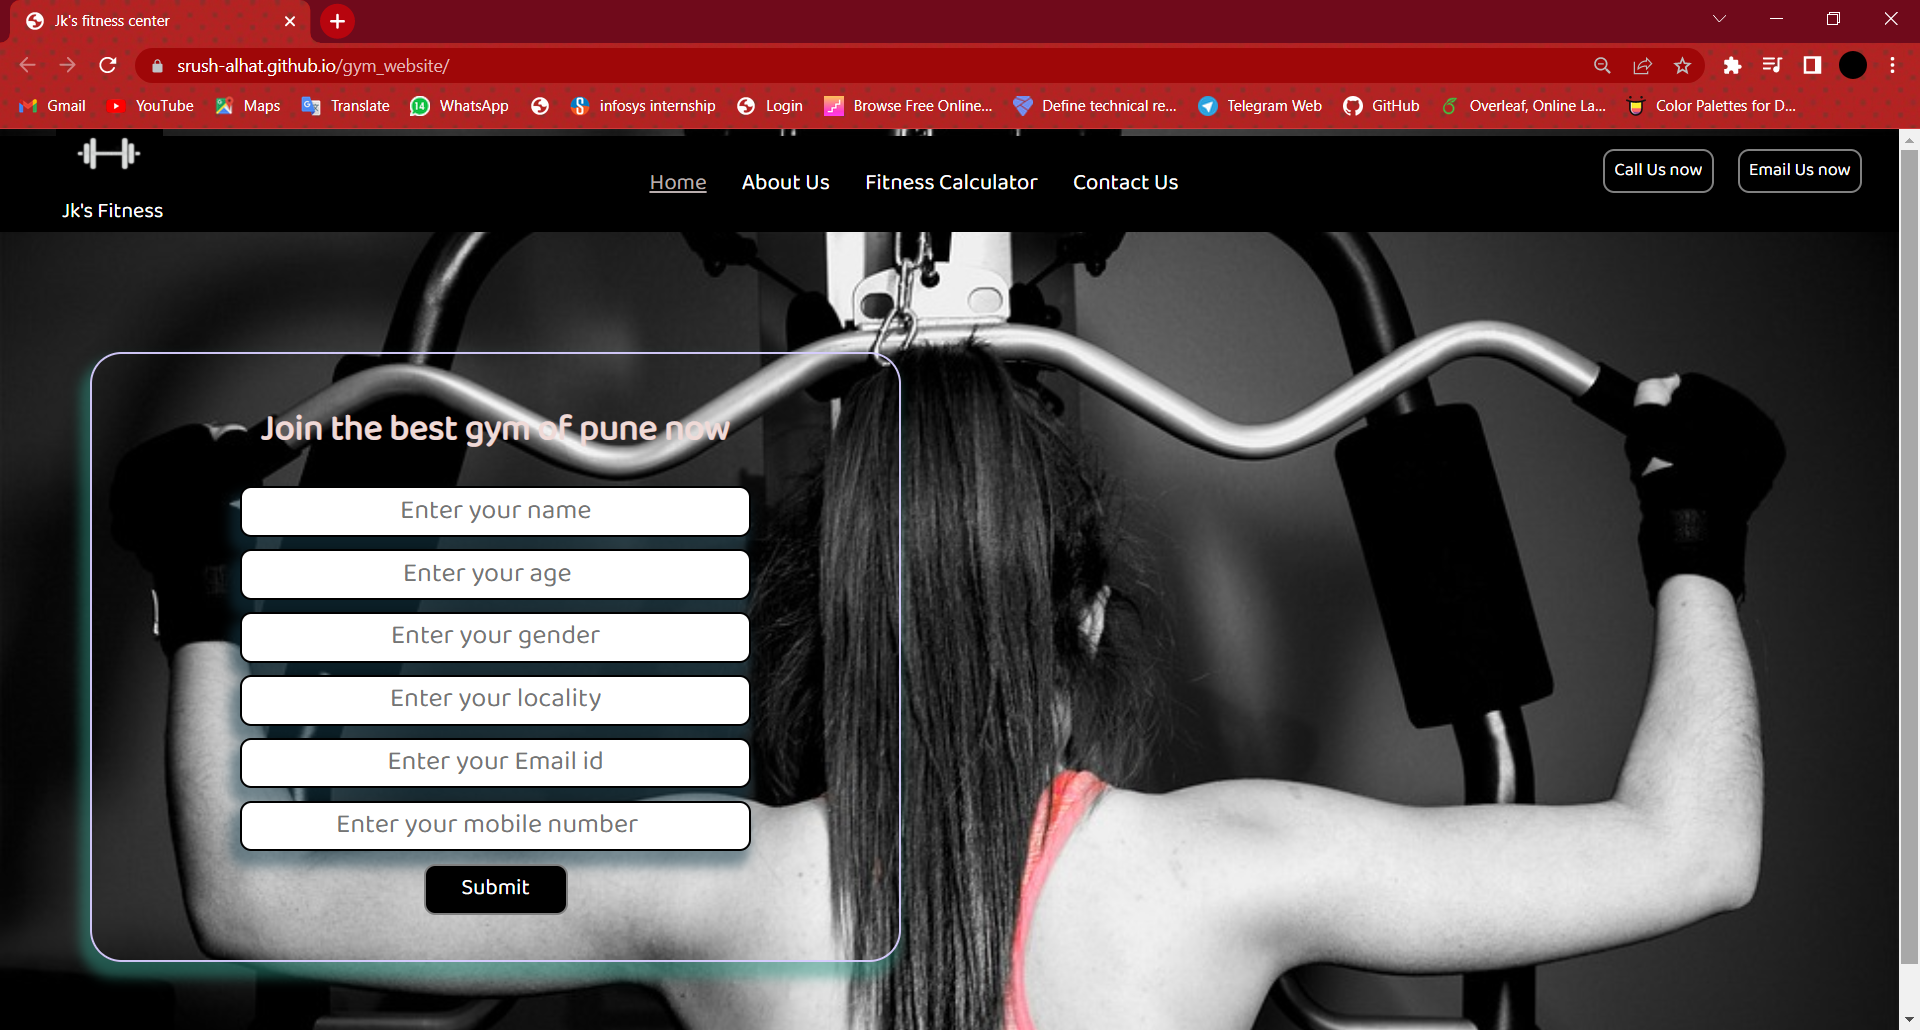 Jk's fitness center
srush-alhat.github.io/gym_website/
Gmail YouTube Maps Translate 14 WhatsApp infosys internship Login Browse Free Online... Define technical re... Telegram Web GitHub Overleaf, Online La... Color Palettes for D...
Jk's Fitness
Home About Us Fitness Calculator Contact Us
Call Us now Email Us now
Join the best gym of pune now
Enter your name
Enter your age
Enter your gender
Enter your locality
Enter your Email id
Enter your mobile number
Submit